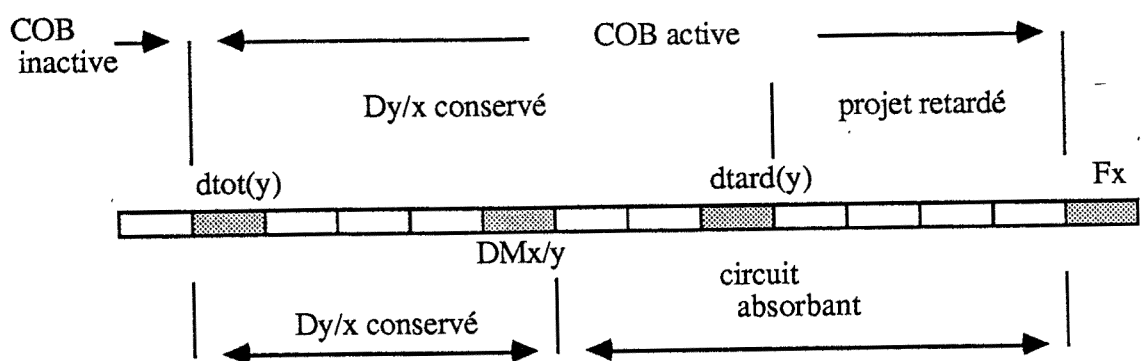 COB
inactive
COB active
Dy/x conservé
projet retardé
dtot(y)
dtard(y)
Fx
DMx/y
circuit
absorbant
Dy/x conservé